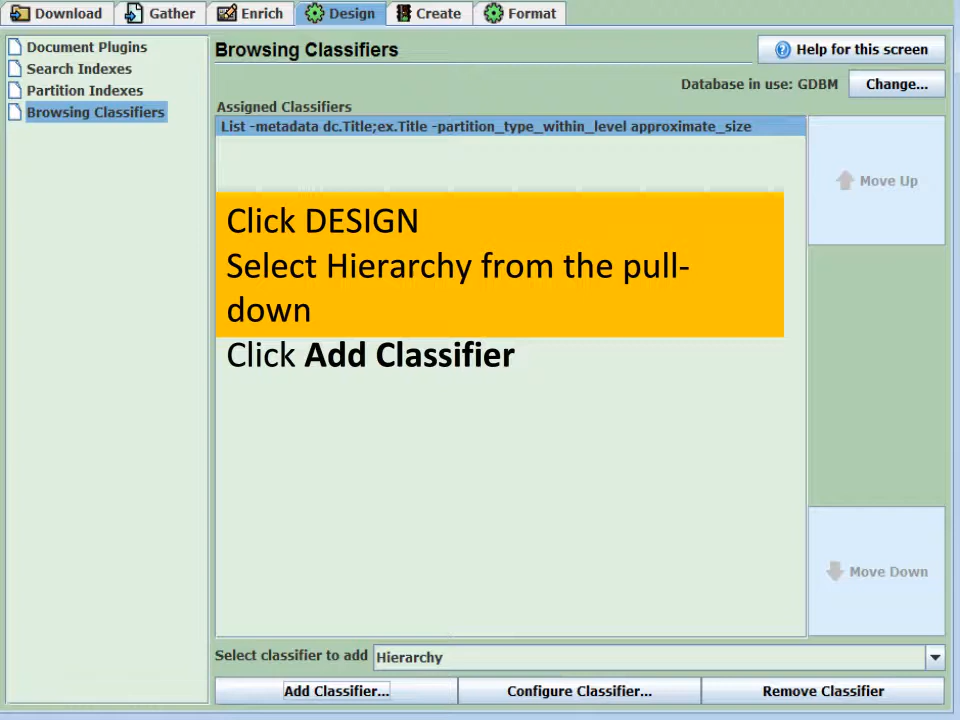 Download Gather Enrich Design Create Format
Document Plugins
Search Indexes
Partition Indexes
Browsing Classifiers
Browsing Classifiers
Help for this screen
Database in use: GDBM
Change...
Assigned Classifiers
List -metadata dc.Title;ex.Title -partition_type_within_level approximate_size
Move Up
Click DESIGN
Select Hierarchy from the pull-
down
Click Add Classifier
Move Down
Select classifier to add Hierarchy
Add Classifier... Configure Classifier... Remove Classifier